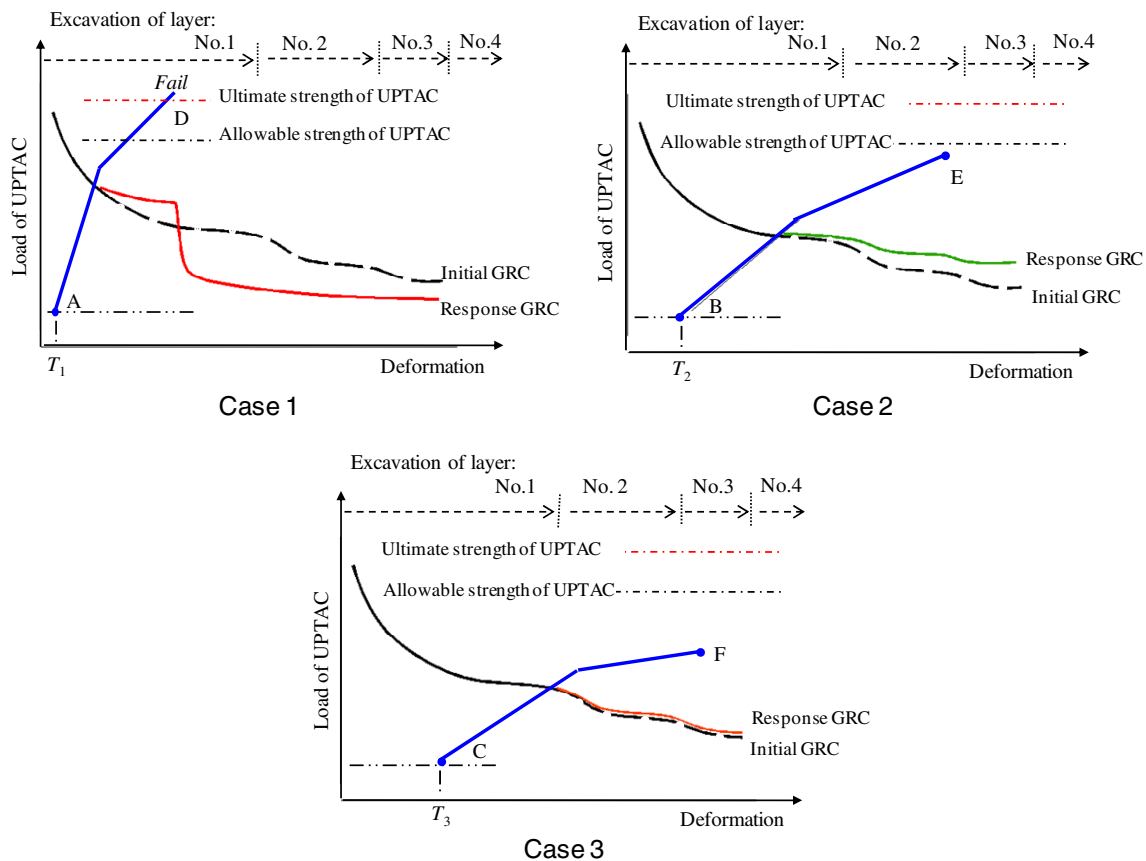 Excavation of layer:
No.1 No. 2 No.3 No.4
Fail
Ultimate strength of UPTAC
D
Allowable strength of UPTAC
Load of UPTAC
Initial GRC
A
Response GRC
T1
Deformation
Case 1
Excavation of layer:
No.1 No. 2 No.3 No.4
Ultimate strength of UPTAC
Allowable strength of UPTAC
E
Load of UPTAC
Response GRC
Initial GRC
B
T2
Deformation
Case 2
Excavation of layer:
No.1 No. 2 No.3 No.4
Ultimate strength of UPTAC
Allowable strength of UPTAC
Load of UPTAC
F
Response GRC
C
Initial GRC
T3
Deformation
Case 3